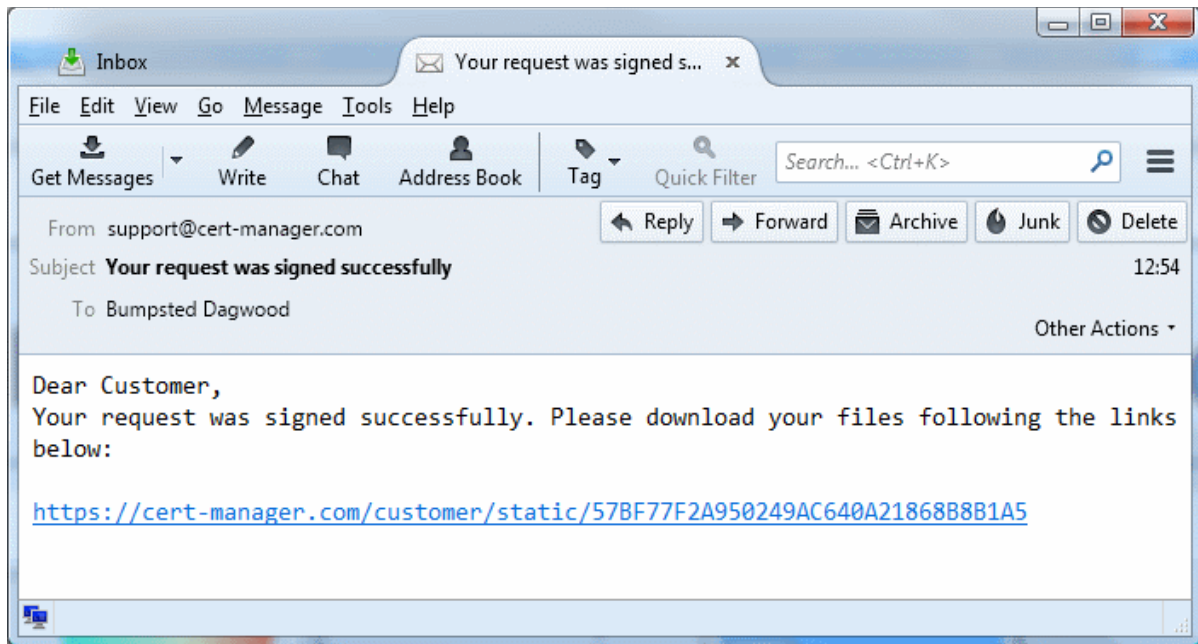 Inbox
Your request was signed s...
File Edit View Go Message Tools Help
Get Messages Write Chat Address Book Tag Quick Filter Search... <Ctrl+K>
From support@cert-manager.com Reply Forward Archive Junk Delete
Subject Your request was signed successfully 12:54
To Bumpsted Dagwood
Other Actions
Dear Customer,
Your request was signed successfully. Please download your files following the links
below:
https://cert-manager.com/customer/static/57BF77F2A950249AC640A21868B8B1A5